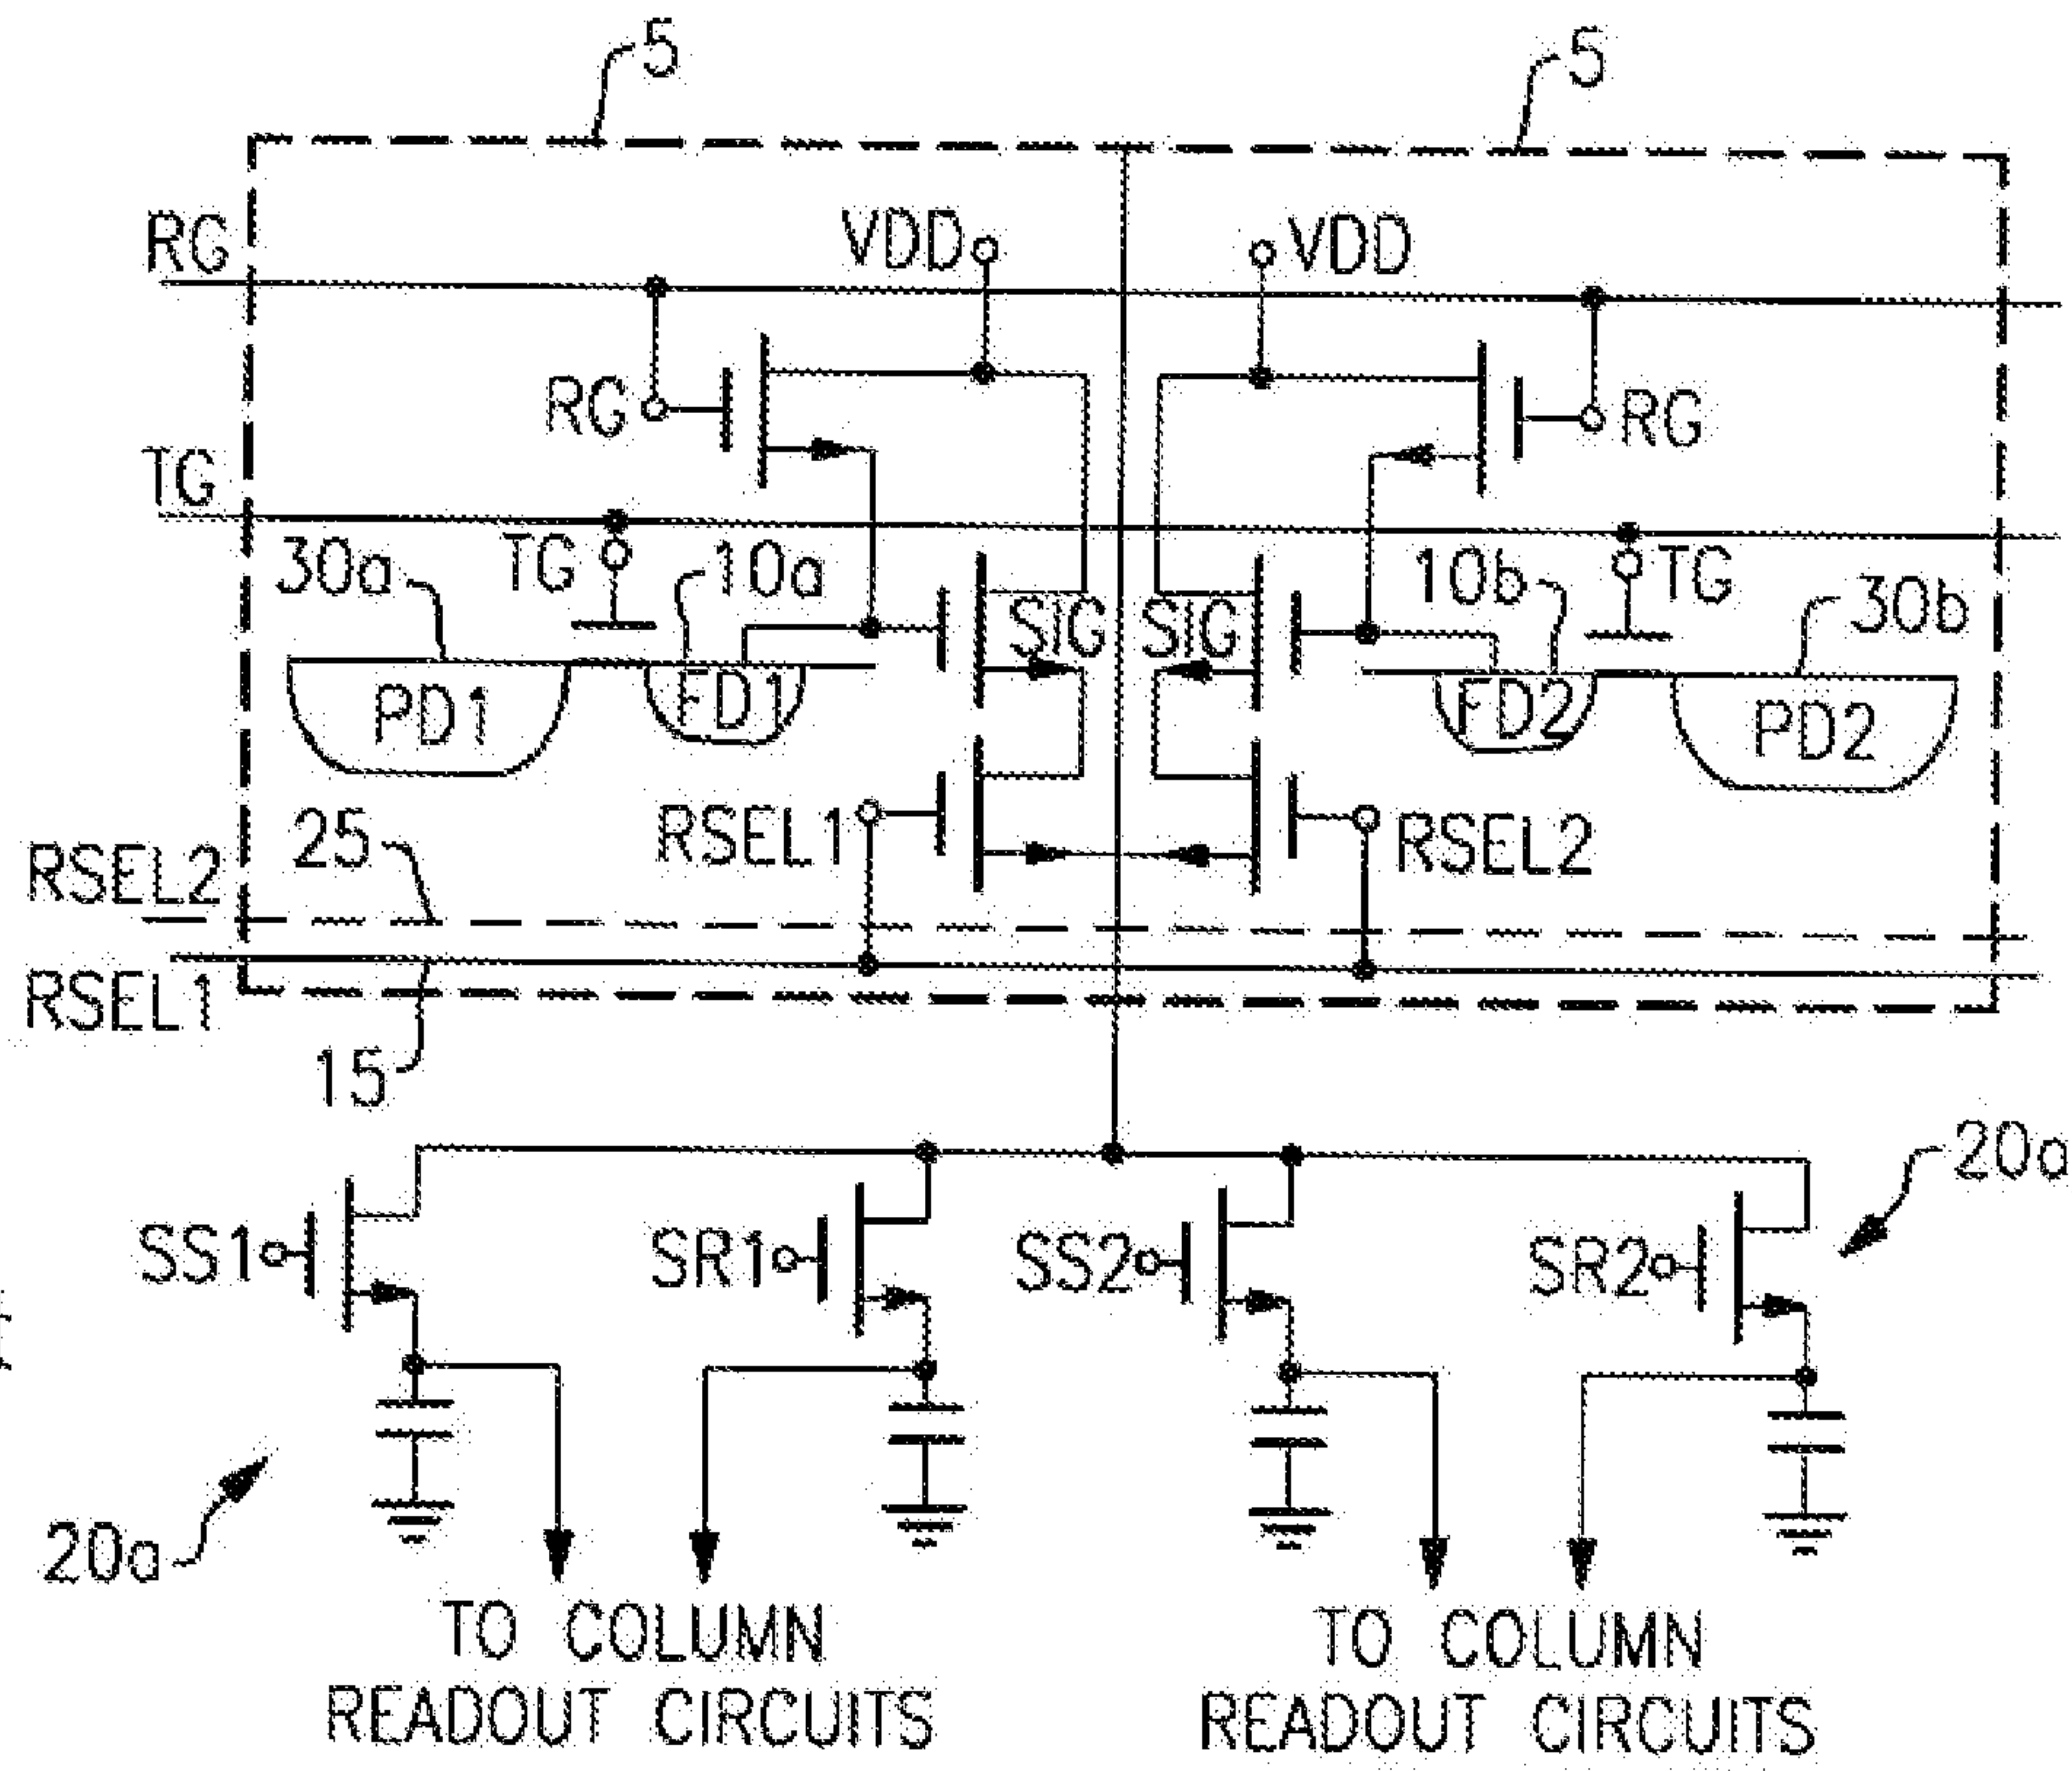 5 5
RG VDD VDD
RG RG
TG
30a TG 10a SIG SIG 10b TG 30b
PD1 FD1 FD2 PD2
RSEL1 RSEL2
RSEL2 25
RSEL1
15
20a
SS1 SR1 SS2 SR2
20a
TO COLUMN TO COLUMN
READOUT CIRCUITS READOUT CIRCUITS